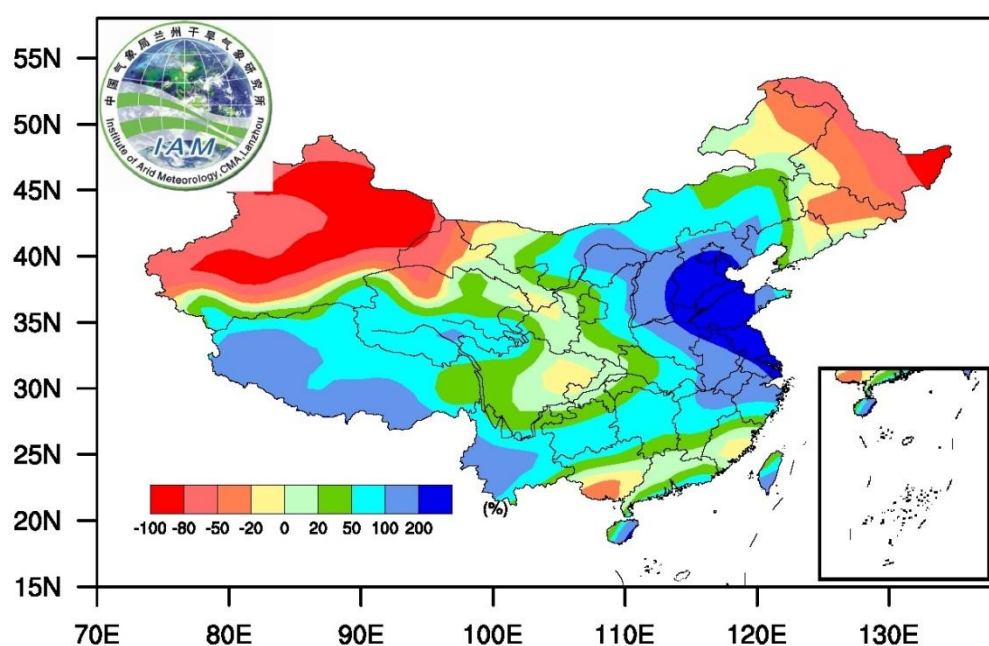 中国气象局兰州干旱气象研究所
IAM
Institute of Arid Meteorology,CMA,Lanzhou
55N
50N
45N
40N
35N
30N
25N
20N
15N
-100 -80 -50 -20 0 20 50 100 200
(%)
70E 80E 90E 100E 110E 120E 130E